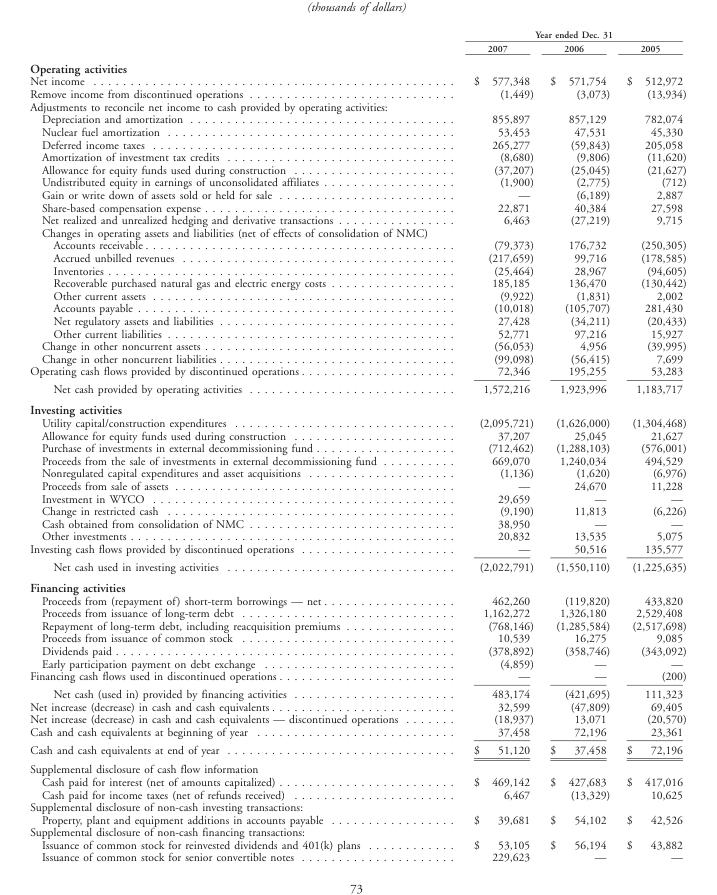 (thousands of dollars)
Year ended Dec. 31
2007 2006 2005
Operating activities
Net income $ 577,348 $ 571,754 $ 512,972
Remove income from discontinued operations (1,449) (3,073) (13,934)
Adjustments to reconcile net income to cash provided by operating activities:
Depreciation and amortization 855,897 857,129 782,074
Nuclear fuel amortization 53,453 47,531 45,330
Deferred income taxes 265,277 (59,843) 205,058
Amortization of investment tax credits (8,680) (9,806) (11,620)
Allowance for equity funds used during construction (37,207) (25,045) (21,627)
Undistributed equity in earnings of unconsolidated affiliates (1,900) (2,775) (712)
Gain or write down of assets sold or held for sale — (6,189) 2,887
Share-based compensation expense 22,871 40,384 27,598
Net realized and unrealized hedging and derivative transactions 6,463 (27,219) 9,715
Changes in operating assets and liabilities (net of effects of consolidation of NMC)
Accounts receivable (79,373) 176,732 (250,305)
Accrued unbilled revenues (217,659) 99,716 (178,585)
Inventories (25,464) 28,967 (94,605)
Recoverable purchased natural gas and electric energy costs 185,185 136,470 (130,442)
Other current assets (9,922) (1,831) 2,002
Accounts payable (10,018) (105,707) 281,430
Net regulatory assets and liabilities 27,428 (34,211) (20,433)
Other current liabilities 52,771 97,216 15,927
Change in other noncurrent assets (56,053) 4,956 (39,995)
Change in other noncurrent liabilities (99,098) (56,415) 7,699
Operating cash flows provided by discontinued operations 72,346 195,255 53,283
Net cash provided by operating activities 1,572,216 1,923,996 1,183,717
Investing activities
Utility capital/construction expenditures (2,095,721) (1,626,000) (1,304,468)
Allowance for equity funds used during construction 37,207 25,045 21,627
Purchase of investments in external decommissioning fund (712,462) (1,288,103) (576,001)
Proceeds from the sale of investments in external decommissioning fund 669,070 1,240,034 494,529
Nonregulated capital expenditures and asset acquisitions (1,136) (1,620) (6,976)
Proceeds from sale of assets — 24,670 11,228
Investment in WYCO 29,659 — —
Change in restricted cash (9,190) 11,813 (6,226)
Cash obtained from consolidation of NMC 38,950 — —
Other investments 20,832 13,535 5,075
Investing cash flows provided by discontinued operations — 50,516 135,577
Net cash used in investing activities (2,022,791) (1,550,110) (1,225,635)
Financing activities
Proceeds from (repayment of) short-term borrowings — net 462,260 (119,820) 433,820
Proceeds from issuance of long-term debt 1,162,272 1,326,180 2,529,408
Repayment of long-term debt, including reacquisition premiums (768,146) (1,285,584) (2,517,698)
Proceeds from issuance of common stock 10,539 16,275 9,085
Dividends paid (378,892) (358,746) (343,092)
Early participation payment on debt exchange (4,859) — —
Financing cash flows used in discontinued operations — — (200)
Net cash (used in) provided by financing activities 483,174 (421,695) 111,323
Net increase (decrease) in cash and cash equivalents 32,599 (47,809) 69,405
Net increase (decrease) in cash and cash equivalents — discontinued operations (18,937) 13,071 (20,570)
Cash and cash equivalents at beginning of year 37,458 72,196 23,361
Cash and cash equivalents at end of year $ 51,120 $ 37,458 $ 72,196
Supplemental disclosure of cash flow information
Cash paid for interest (net of amounts capitalized) $ 469,142 $ 427,683 $ 417,016
Cash paid for income taxes (net of refunds received) 6,467 (13,329) 10,625
Supplemental disclosure of non-cash investing transactions:
Property, plant and equipment additions in accounts payable $ 39,681 $ 54,102 $ 42,526
Supplemental disclosure of non-cash financing transactions:
Issuance of common stock for reinvested dividends and 401(k) plans $ 53,105 $ 56,194 $ 43,882
Issuance of common stock for senior convertible notes 229,623 — —
73